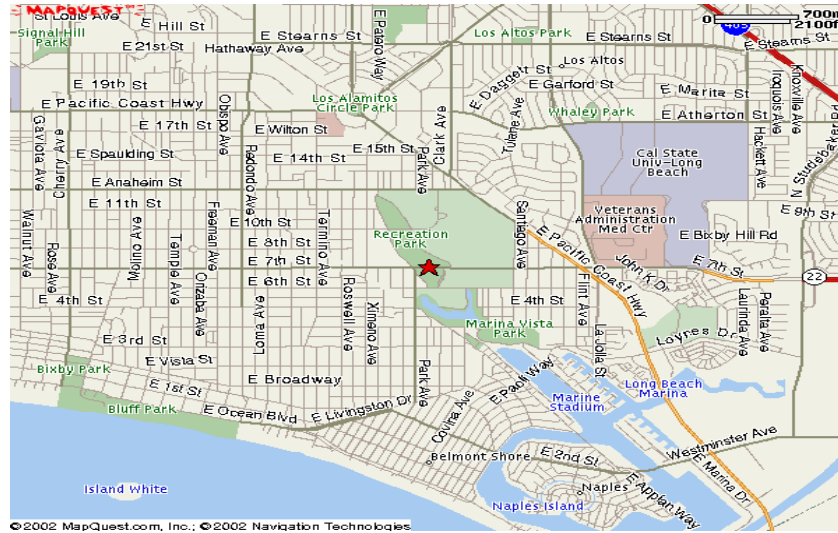 MAPQUEST
St Louis Ave
E Hill St
E 21st St
Signal Hill
Park
Hathaway Ave
E Stearns St
E Patero Way
Los Altos Park
E Stearns St
700m
0
2100ft
405
E Stearns St
E 19th St
E Pacific Coast Hwy
E 17th St
Obispo Ave
Los Alamitos
Circle Park
E Wilton St
E 15th St
E 14th St
Clark Ave
Park Ave
E Daggett St
Los Altos
E Garford St
E Marita St
Whaley Park
E Atherton St
Tulane Ave
Iroquois Ave
Knoxville Ave
Hackett Ave
N Studebaker
Gaviota Ave
Cherry Ave
E Spaulding St
E Anaheim St
E 11th St
Redondo Ave
Cal State
Univ-Long
Beach
Walnut Ave
Rose Ave
Molino Ave
Temple Ave
Freeman Ave
Orizaba Ave
E 10th St
E 8th St
E 7th St
E 6th St
Termino Ave
Recreation
Park
Santiago Ave
Veterans
Administration
Med Ctr
E 9th St
E Bixby Hill Rd
E Pacific Coast Hwy
John K Dr
E 7th St
22
E 4th St
Loma Ave
Roswell Ave
Ximeno Ave
E 4th St
Flint Ave
La Jolla St
Laurinda Ave
Peralta Ave
E 3rd St
E Vista St
Marina Vista
Park
Loynes Dr
Bixby Park
E 1st St
E Broadway
Park Ave
E Paoli Way
Marine
Stadium
Long Beach
Marina
Bluff Park
E Ocean Blvd
E Livingston Dr
Covina Ave
Belmont Shore
E 2nd St
Westminster Ave
E Marina Dr
Island White
Naples
Naples Island
E Appian Way
©2002 MapQuest.com, Inc.; ©2002 Navigation Technologies